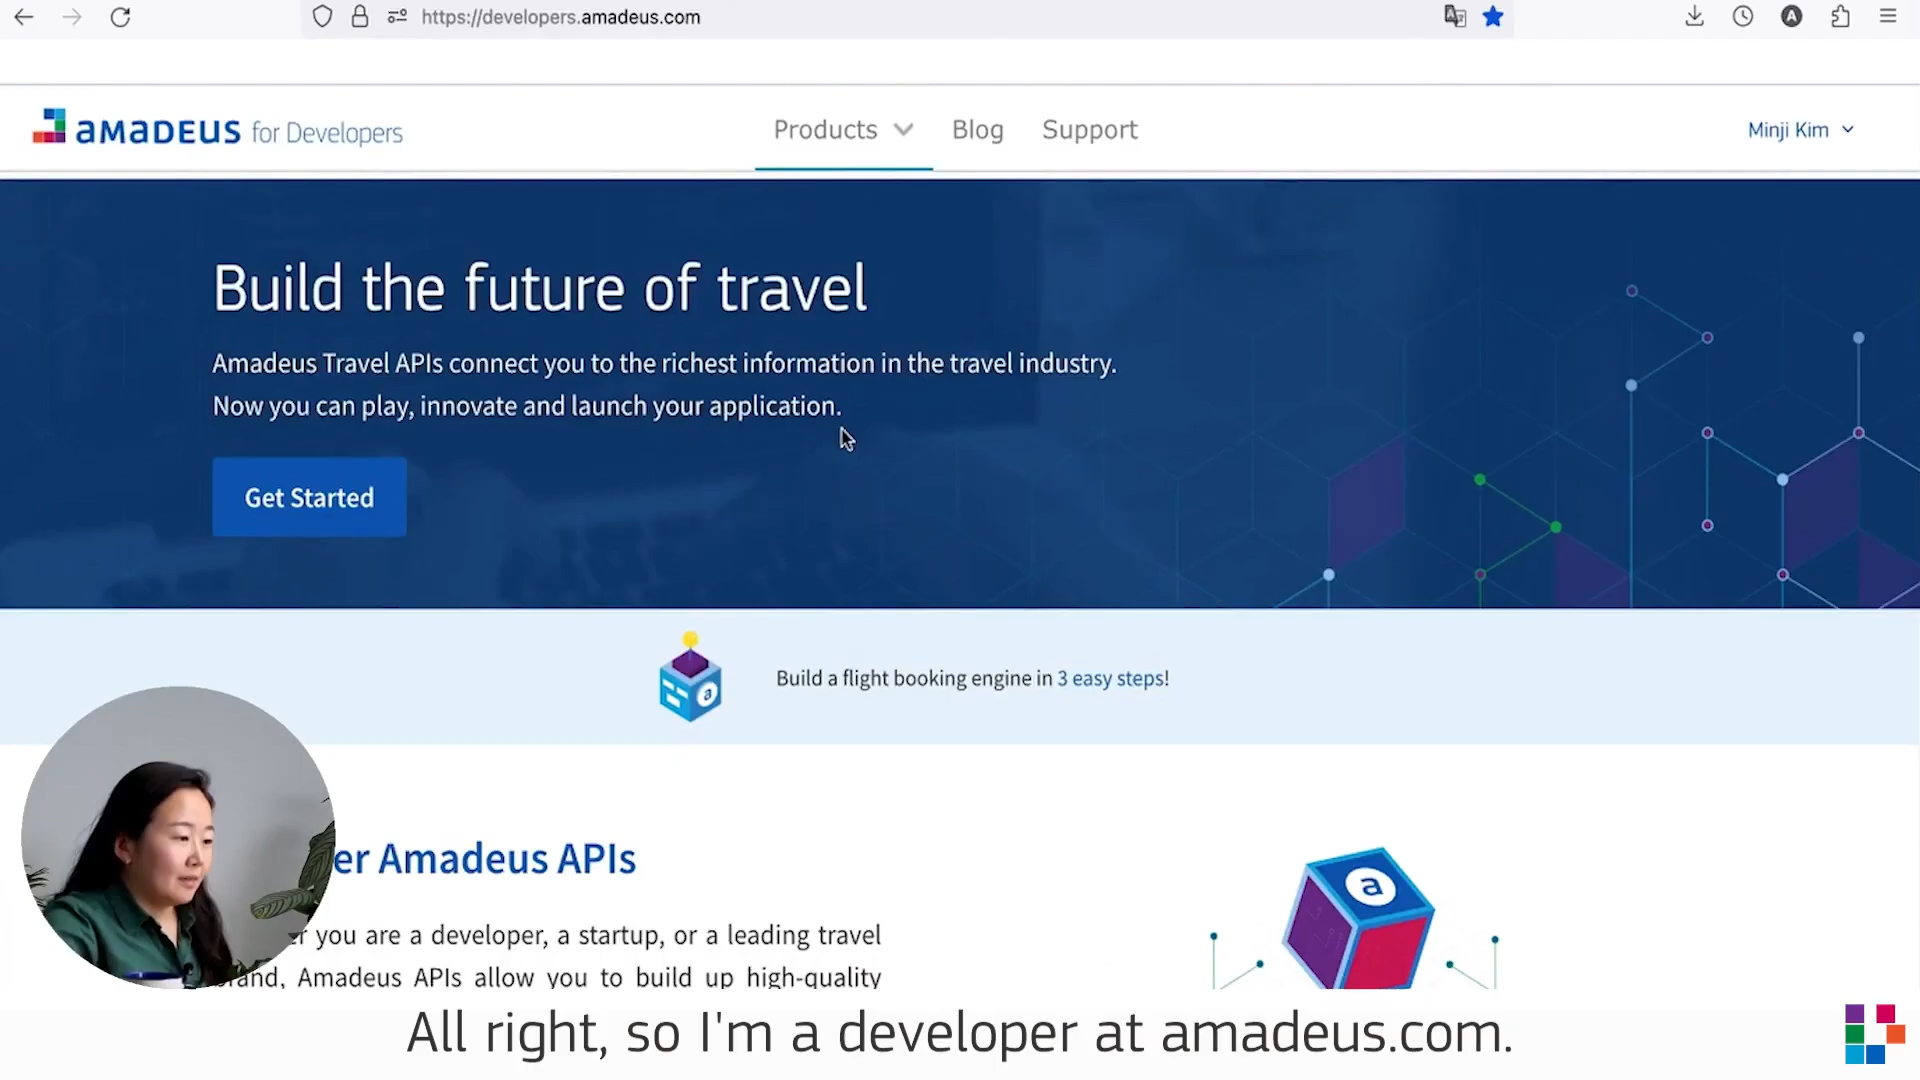 https://developers.amadeus.com
amadeus for Developers
Products
Blog
Support
Minji Kim
Build the future of travel
Amadeus Travel APIs connect you to the richest information in the travel industry.
Now you can play, innovate and launch your application.
Get Started
Build a flight booking engine in 3 easy steps!
er Amadeus APIs
er you are a developer, a startup, or a leading travel
and, Amadeus APIs allow you to build up high-quality
All right, so I'm a developer at amadeus.com.